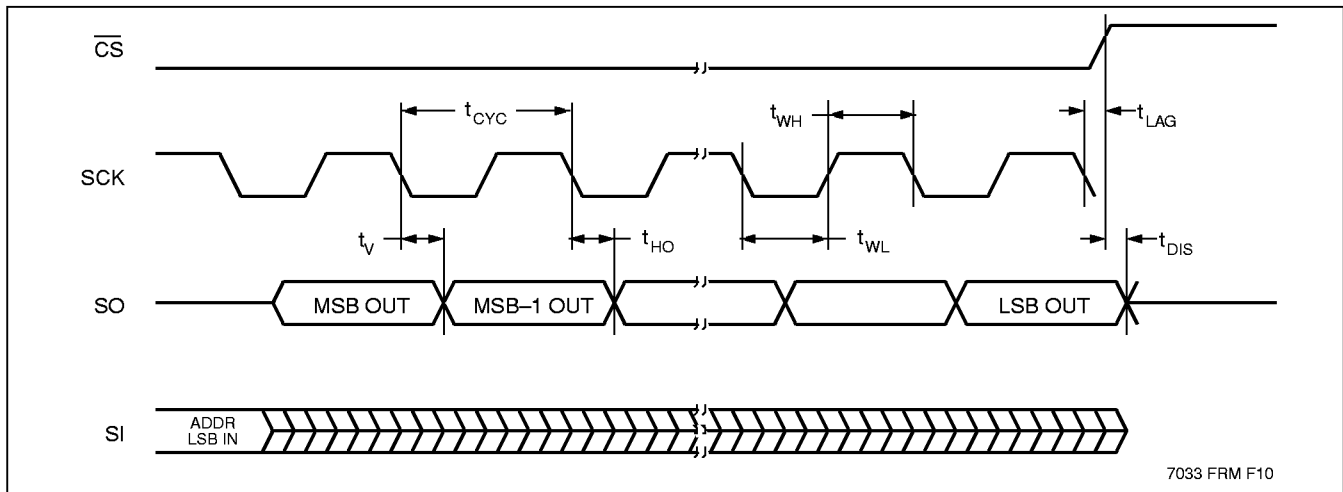 CS
tCYC
tWH
tLAG
SCK
tV
tHO
tWL
tDIS
SO
MSB OUT
MSB–1 OUT
LSB OUT
SI
ADDR
LSB IN
7033 FRM F10